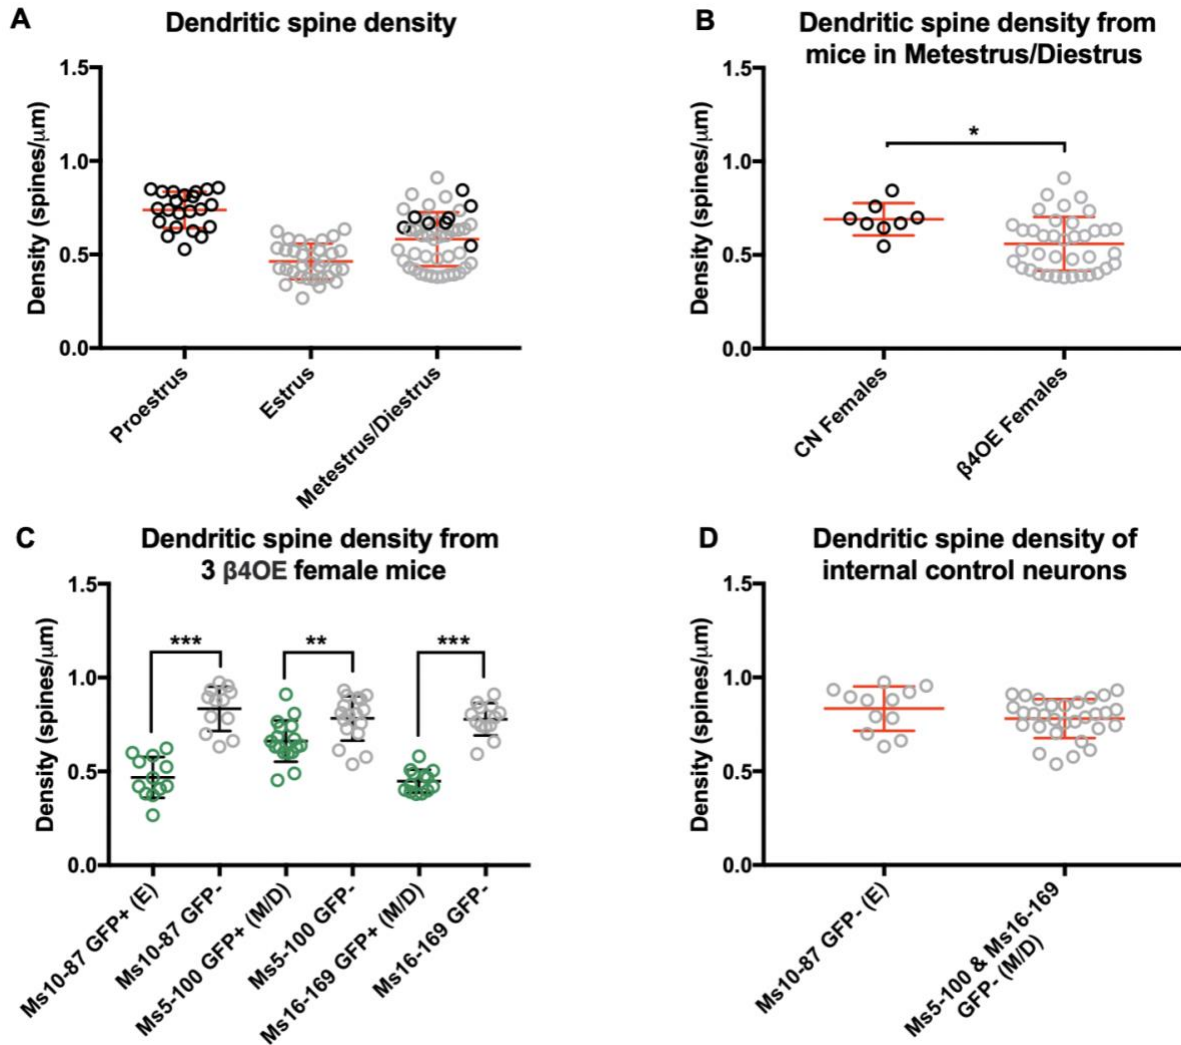 A
Dendritic spine density
Density (spines/μm)
1.5
1.0
0.5
0.0
Proestrus
Estrus
Metestrus/Diestrus
B
Dendritic spine density from
mice in Metestrus/Diestrus
Density (spines/μm)
1.5
1.0
0.5
0.0
*
CN Females
β4OE Females
C
Dendritic spine density from
3 β4OE female mice
Density (spines/μm)
1.5
1.0
0.5
0.0
***
**
***
Ms10-87 GFP+ (E)
Ms10-87 GFP-
Ms5-100 GFP+ (M/D)
Ms5-100 GFP-
Ms16-169 GFP+ (M/D)
Ms16-169 GFP-
D
Dendritic spine density of
internal control neurons
Density (spines/μm)
1.5
1.0
0.5
0.0
Ms10-87 GFP- (E)
Ms5-100 & Ms16-169
GFP- (M/D)